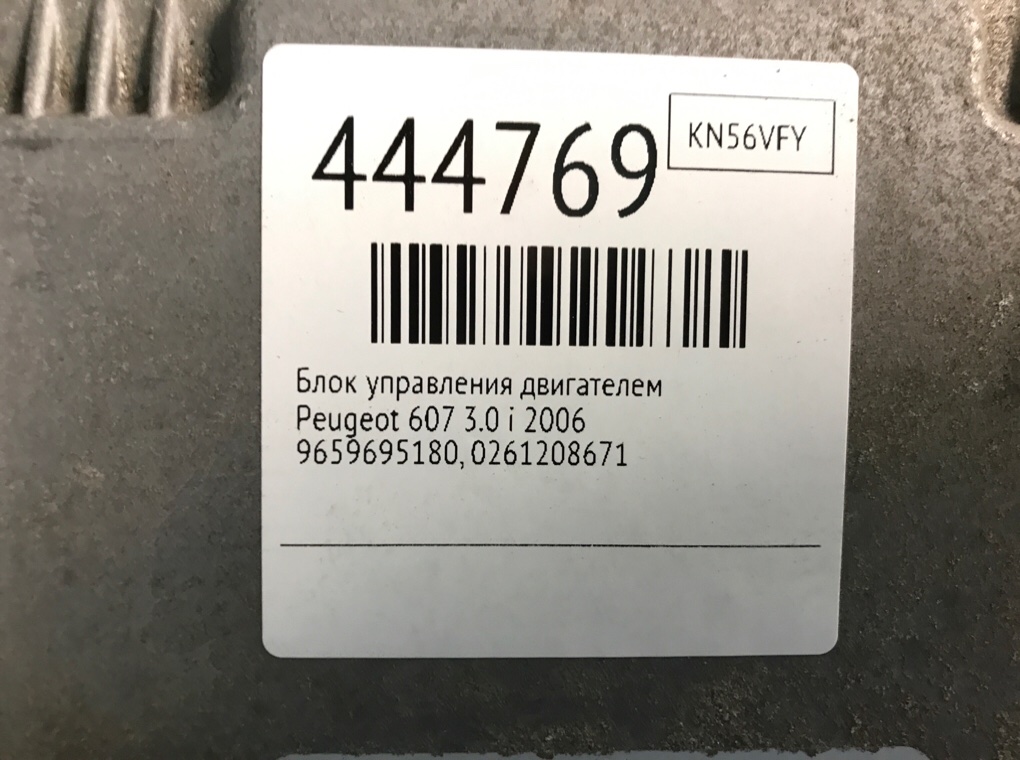 444769
KN56VFY
Блок управления двигателем
Peugeot 607 3.0 i 2006
9659695180, 0261208671